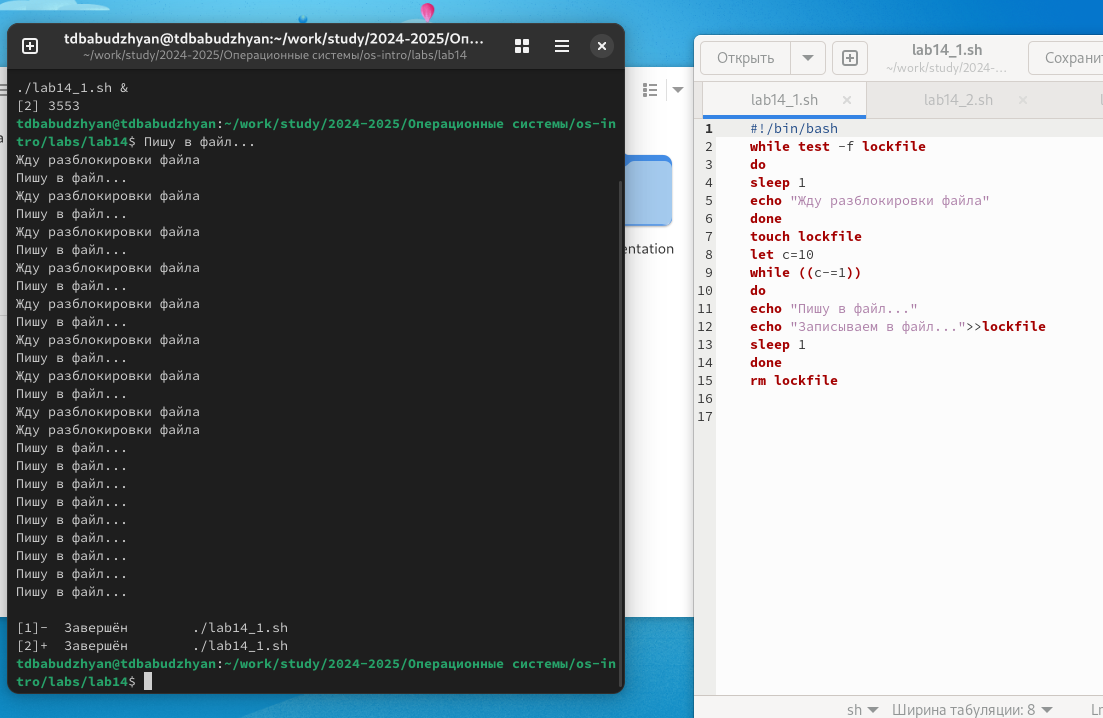 tdbabudzhyan@tdbabudzhyan:~/work/study/2024-2025/Оп...
~/work/study/2024-2025/Операционные системы/os-intro/labs/lab14
./lab14_1.sh &
[2] 3553
tdbabudzhyan@tdbabudzhyan:~/work/study/2024-2025/Операционные системы/os-in
tro/labs/lab14$ Пишу в файл...
Жду разблокировки файла
Пишу в файл...
Жду разблокировки файла
Пишу в файл...
Жду разблокировки файла
Пишу в файл...
Жду разблокировки файла
Пишу в файл...
Жду разблокировки файла
Пишу в файл...
Жду разблокировки файла
Пишу в файл...
Жду разблокировки файла
Пишу в файл...
Жду разблокировки файла
Жду разблокировки файла
Пишу в файл...
Пишу в файл...
Пишу в файл...
Пишу в файл...
Пишу в файл...
Пишу в файл...
Пишу в файл...
Пишу в файл...
Пишу в файл...
[1]-  Завершён        ./lab14_1.sh
[2]+  Завершён        ./lab14_1.sh
tdbabudzhyan@tdbabudzhyan:~/work/study/2024-2025/Операционные системы/os-in
tro/labs/lab14$
entation
Открыть
lab14_1.sh
~/work/study/2024-...
Сохрани
lab14_1.sh
lab14_2.sh
1 #!/bin/bash
2 while test -f lockfile
3 do
4 sleep 1
5 echo "Жду разблокировки файла"
6 done
7 touch lockfile
8 let c=10
9 while ((c-=1))
10 do
11 echo "Пишу в файл..."
12 echo "Записываем в файл...">>lockfile
13 sleep 1
14 done
15 rm lockfile
16
17
sh
Ширина табуляции: 8